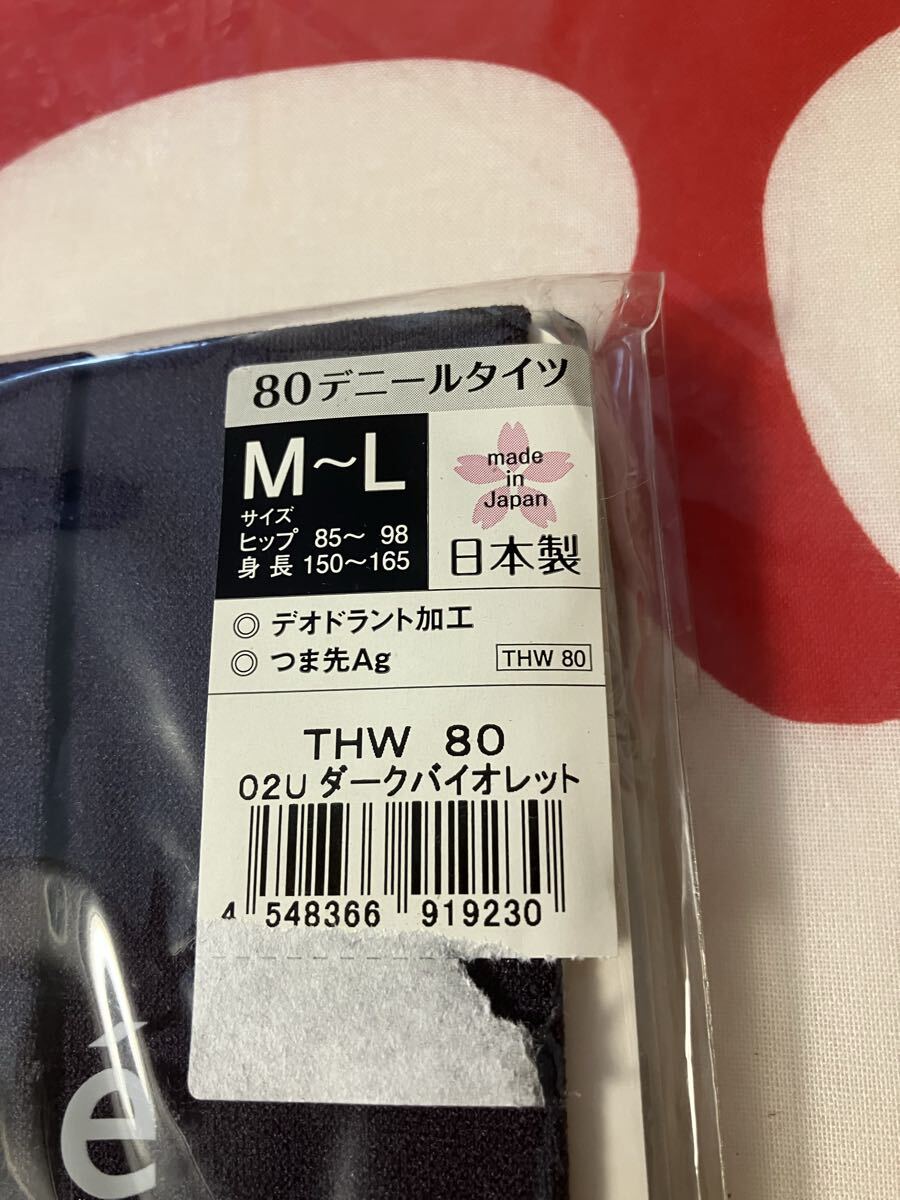 80デニールタイツ
M～L
サイズ
ヒップ 85～ 98
身長 150～165
made
in
Japan
日本製
◎ デオドラント加工
◎ つま先Ag
THW 80
THW 80
02U ダークバイオレット
4 548366 919230
é